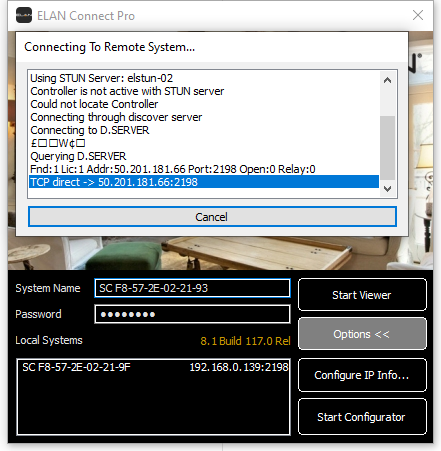 ELAN
ELAN Connect Pro
Connecting To Remote System...
Using STUN Server: elstun-02
Controller is not active with STUN server
Could not locate Controller
Connecting through discover server
Connecting to D.SERVER
£□□W¢□
Querying D.SERVER
Fnd:1 Lic:1 Addr:50.201.181.66 Port:2198 Open:0 Relay:0
TCP direct -> 50.201.181.66:2198
Cancel
System Name
SC F8-57-2E-02-21-93
Start Viewer
Password
●●●●●●●●
Options <<
Local Systems
8.1 Build 117.0 Rel
SC F8-57-2E-02-21-9F 192.168.0.139:2198
Configure IP Info...
Start Configurator